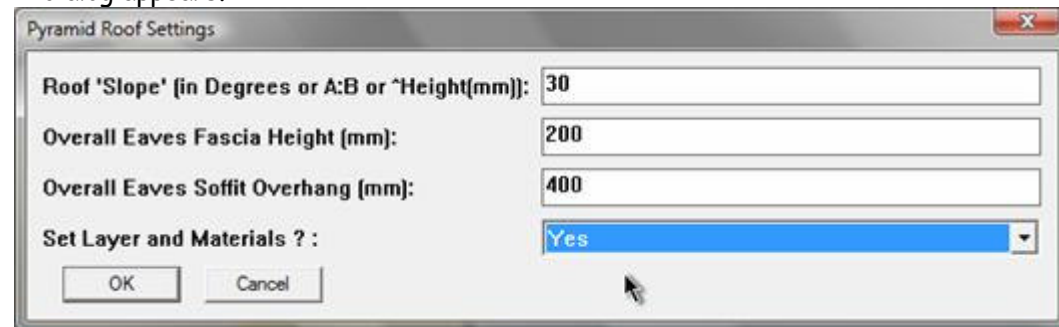 Pyramid Roof Settings
Roof 'Slope' (in Degrees or A:B or ^Height(mm)): 30
Overall Eaves Fascia Height (mm): 200
Overall Eaves Soffit Overhang (mm): 400
Set Layer and Materials ? : Yes
OK Cancel